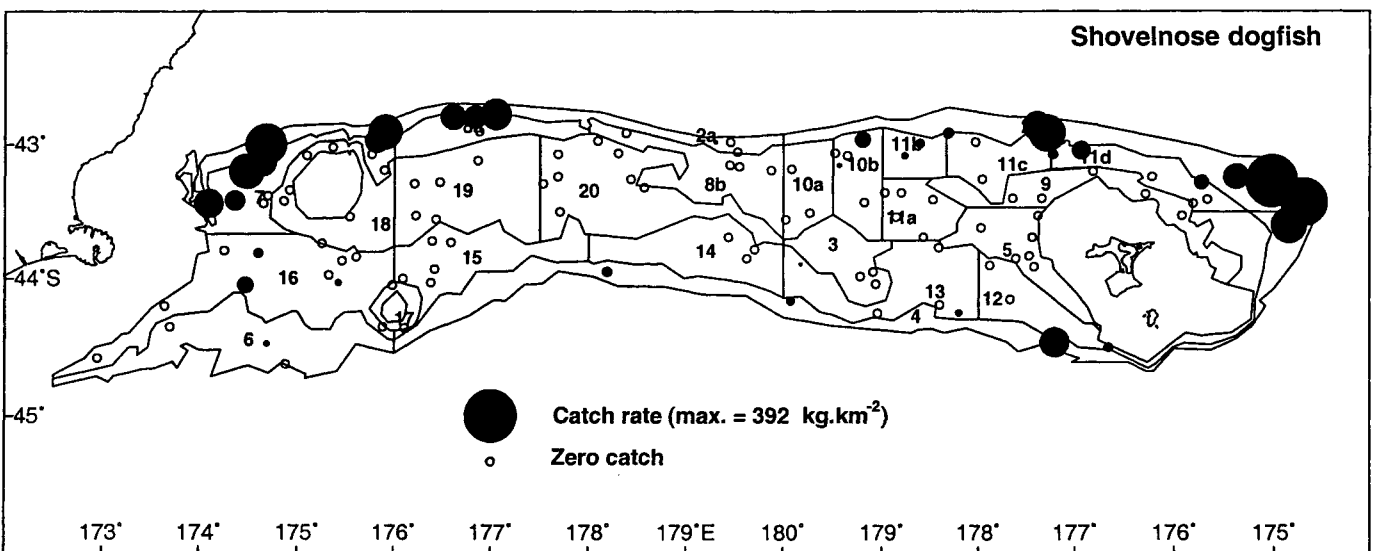 Shovelnose dogfish
43°
2a
11b
10b
11c
11d
19
20
8b
10a
9
18
11a
15
14
3
5
44°S
16
13
12
17
4
6
45°
Catch rate (max. = 392 kg.km-2)
Zero catch
173° 174° 175° 176° 177° 178° 179°E 180° 179° 178° 177° 176° 175°